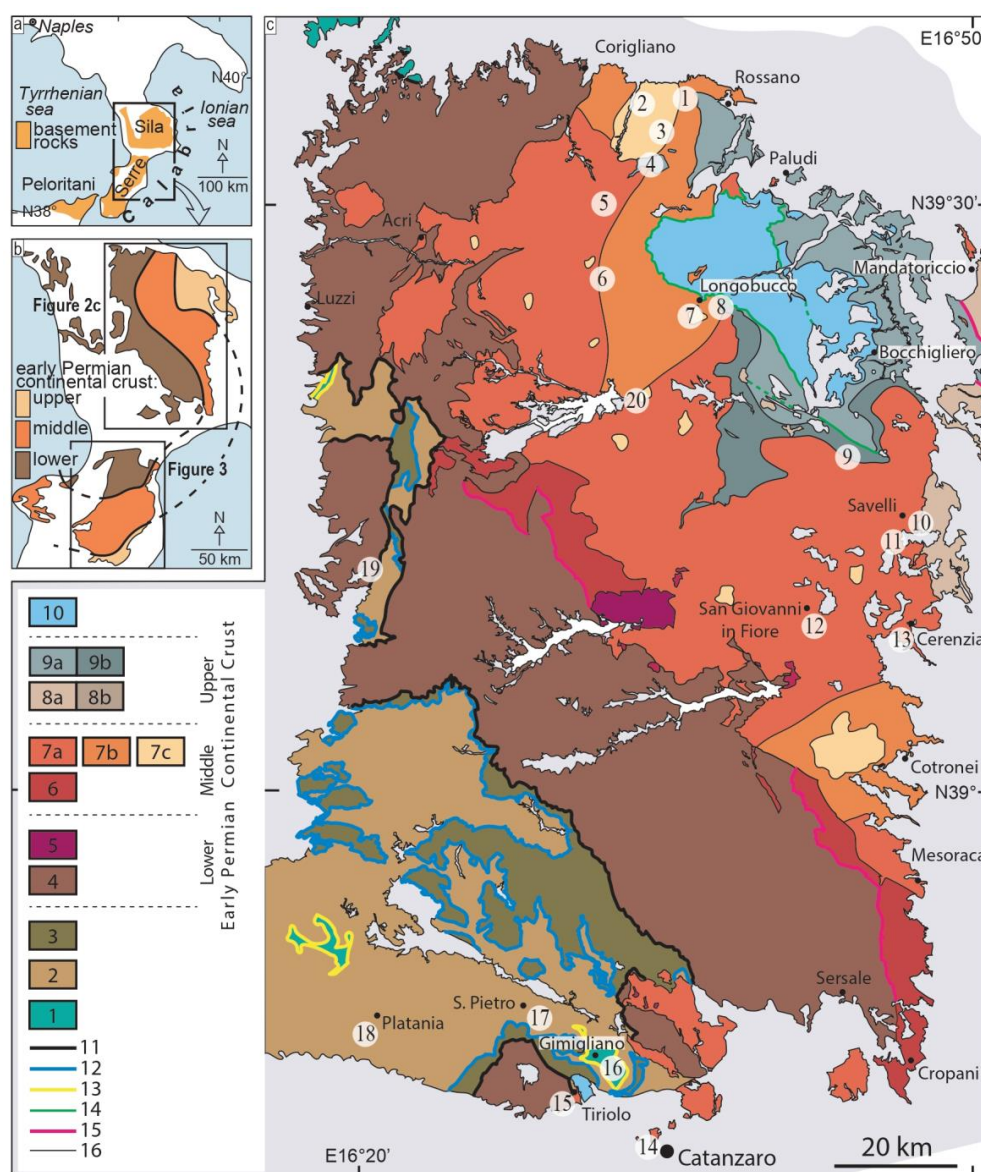 a
Naples
N40°
Tyrrhenian
sea
Ionian
sea
basement
rocks
Sila
Calabria
N
100 km
Peloritani
Serre
N38°
b
Figure 2c
early Permian
continental crust:
upper
middle
lower
Figure 3
N
50 km
10
9a 9b
8a 8b
Upper
7a 7b 7c
6
Middle
5
4
Lower
Early Permian Continental Crust
3
2
1
11
12
13
14
15
16
c
E16°50'
Corigliano
Rossano
2
1
3
4
Paludi
5
N39°30'
Acri
Mandatoriccio
6
Luzzi
Longobucco
7
8
Bocchigliero
20
9
Savelli
10
11
19
San Giovanni
in Fiore
12
13
Cerenzia
Cotronei
N39°
Mesoraca
Sersale
S. Pietro
17
Platania
18
Gimigliano
16
Cropani
15
Tiriolo
14
Catanzaro
E16°20'
20 km